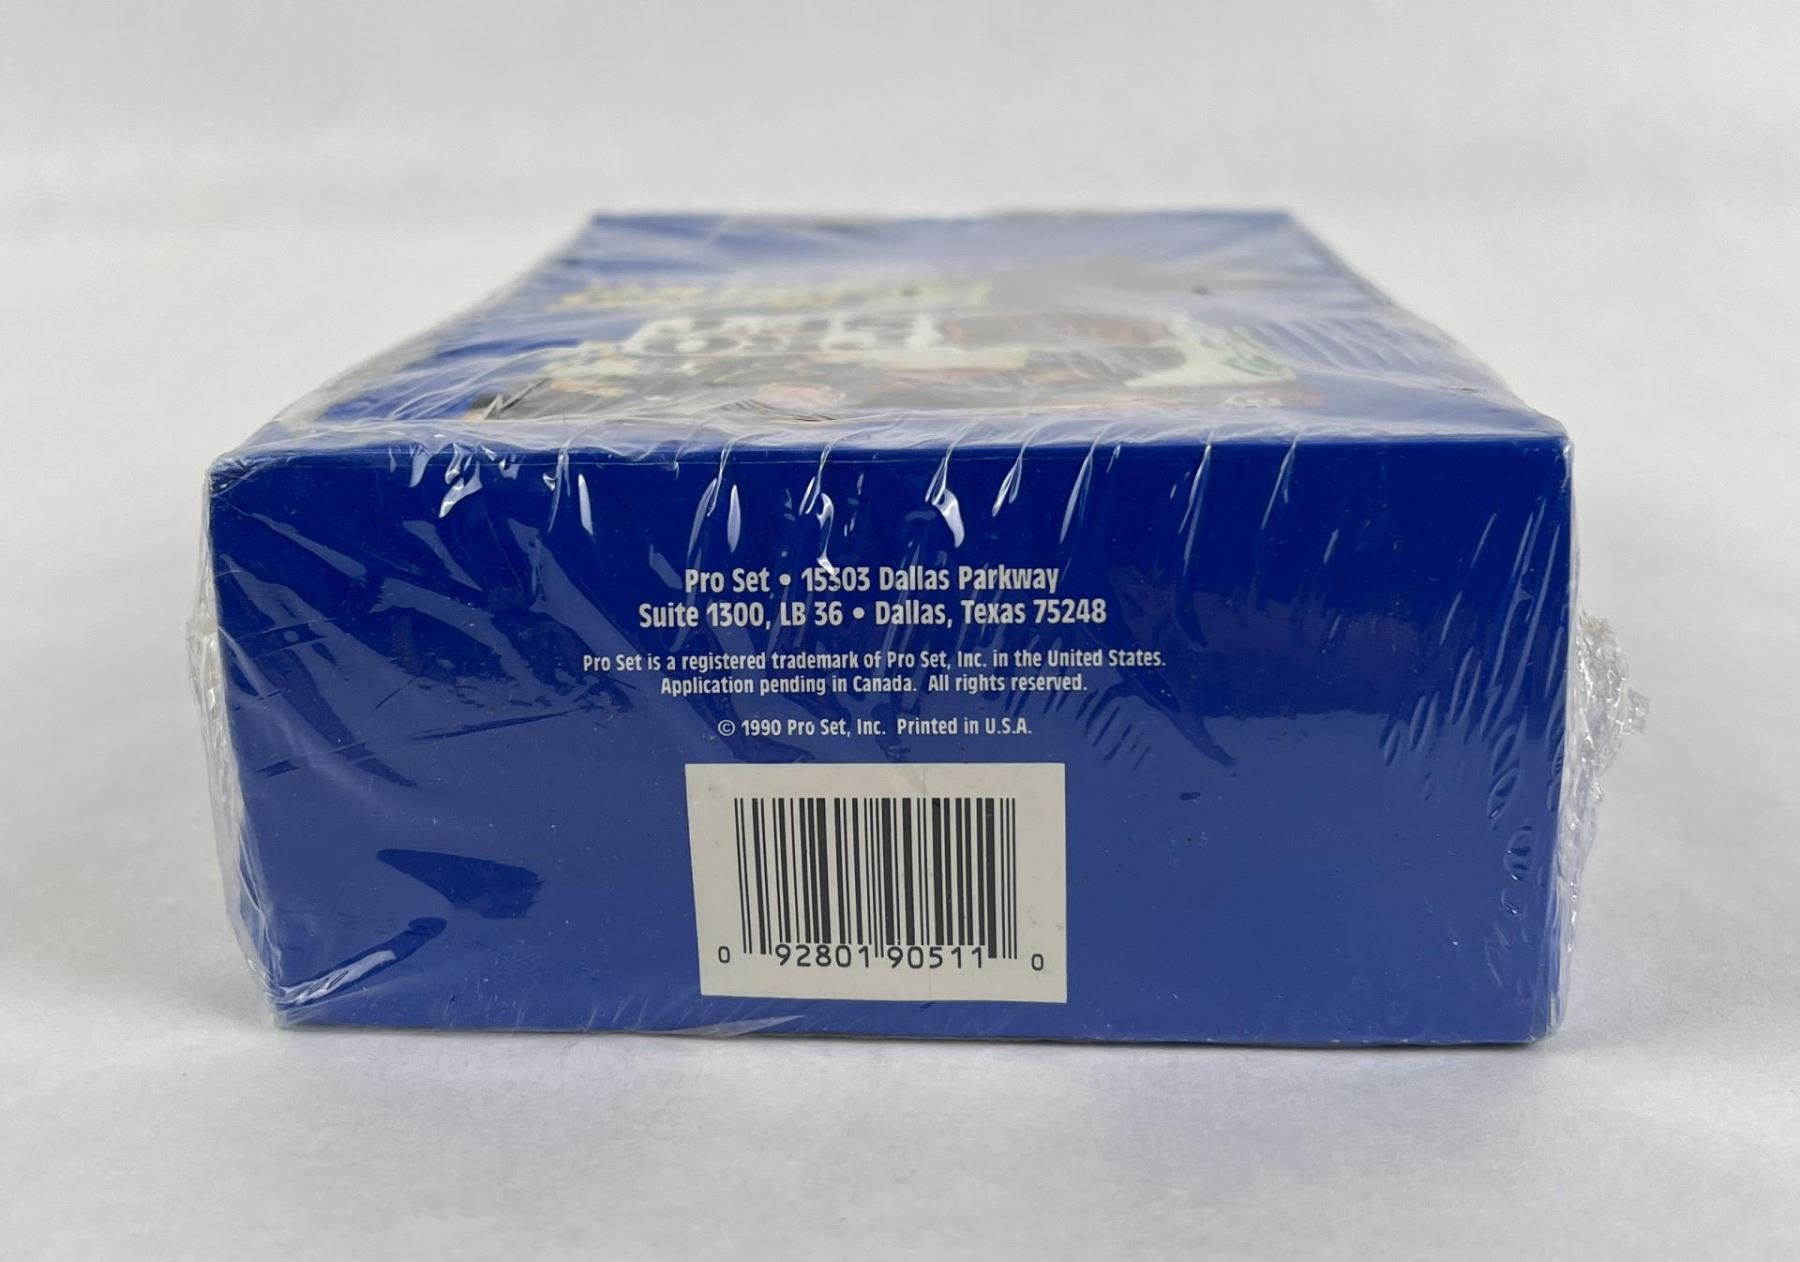 Pro Set • 15303 Dallas Parkway
Suite 1300, LB 36 • Dallas, Texas 75248
Pro Set is a registered trademark of Pro Set, Inc. in the United States.
Application pending in Canada. All rights reserved.
© 1990 Pro Set, Inc. Printed in U.S.A.
0 92801 90511 0